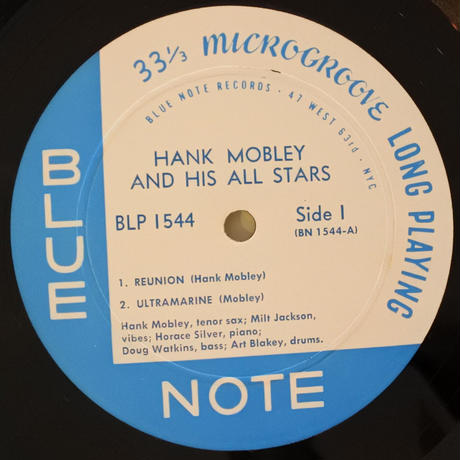 33 1/3 MICROGROOVE LONG PLAYING
BLUE NOTE RECORDS · 47 WEST 63rd · NYC
HANK MOBLEY
AND HIS ALL STARS
BLP 1544
Side 1
(BN 1544-A)
1. REUNION (Hank Mobley)
2. ULTRAMARINE (Mobley)
Hank Mobley, tenor sax; Milt Jackson,
vibes; Horace Silver, piano;
Doug Watkins, bass; Art Blakey, drums.
BLUE
NOTE